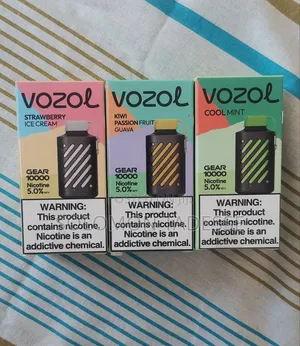 VOZOL
STRAWBERRY
ICE CREAM
GEAR
10000
Nicotine
5.0%
WARNING:
This product
contains nicotine.
Nicotine is an
addictive chemical.
VOZOL
KIWI
PASSION FRUIT
GUAVA
GEAR
10000
Nicotine
5.0%
WARNING:
This product
contains nicotine.
Nicotine is an
addictive chemical.
VOZOL
COOL MINT
GEAR
10000
Nicotine
5.0%
WARNING:
This product
contains nicotine.
Nicotine is an
addictive chemical.